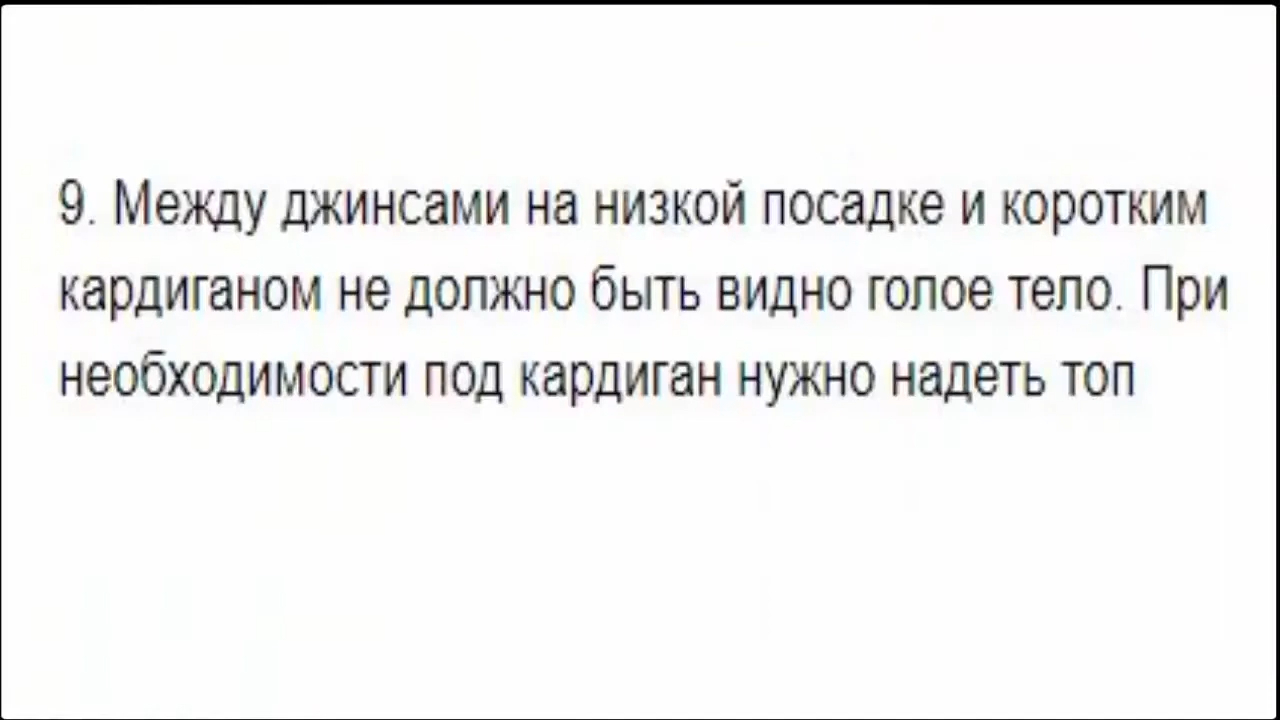 9. Между джинсами на низкой посадке и коротким
кардиганом не должно быть видно голое тело. При
необходимости под кардиган нужно надеть топ